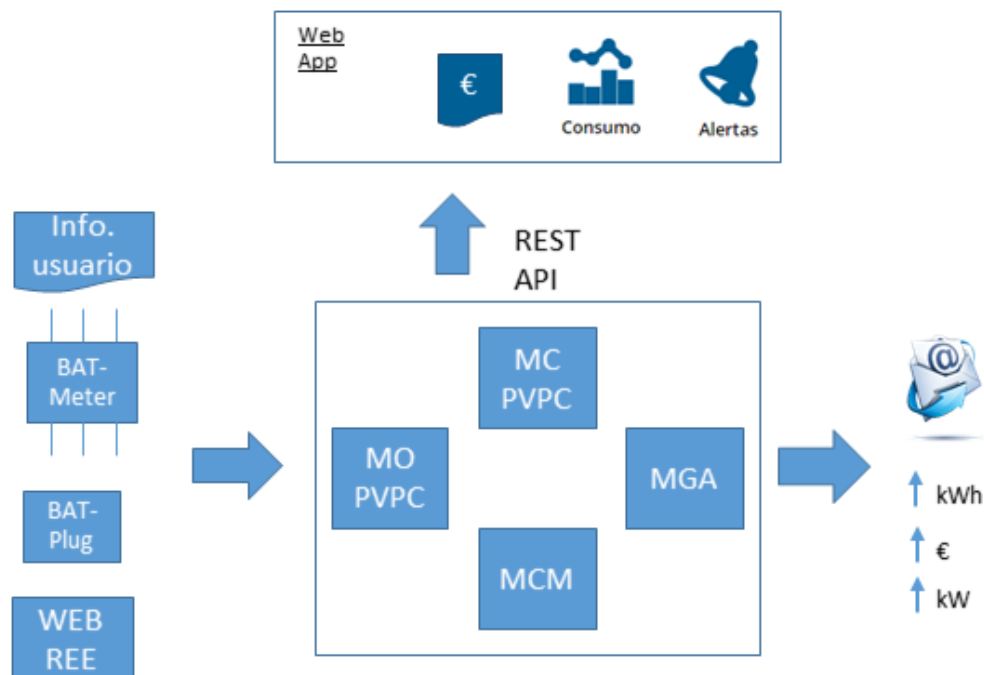 Web
App
€
Consumo
Alertas
REST
API
Info.
usuario
BAT-
Meter
BAT-
Plug
WEB
REE
MC
PVPC
MO
PVPC
MGA
MCM
@
kWh
€
kW